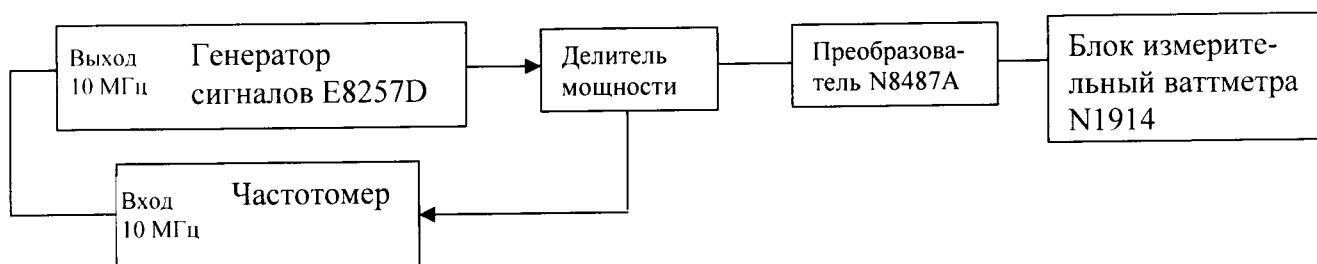 Выход
10 МГц
Генератор
сигналов E8257D
Делитель
мощности
Преобразова-
тель N8487A
Блок измерите-
льный ваттметра
N1914
Вход
10 МГц
Частотомер